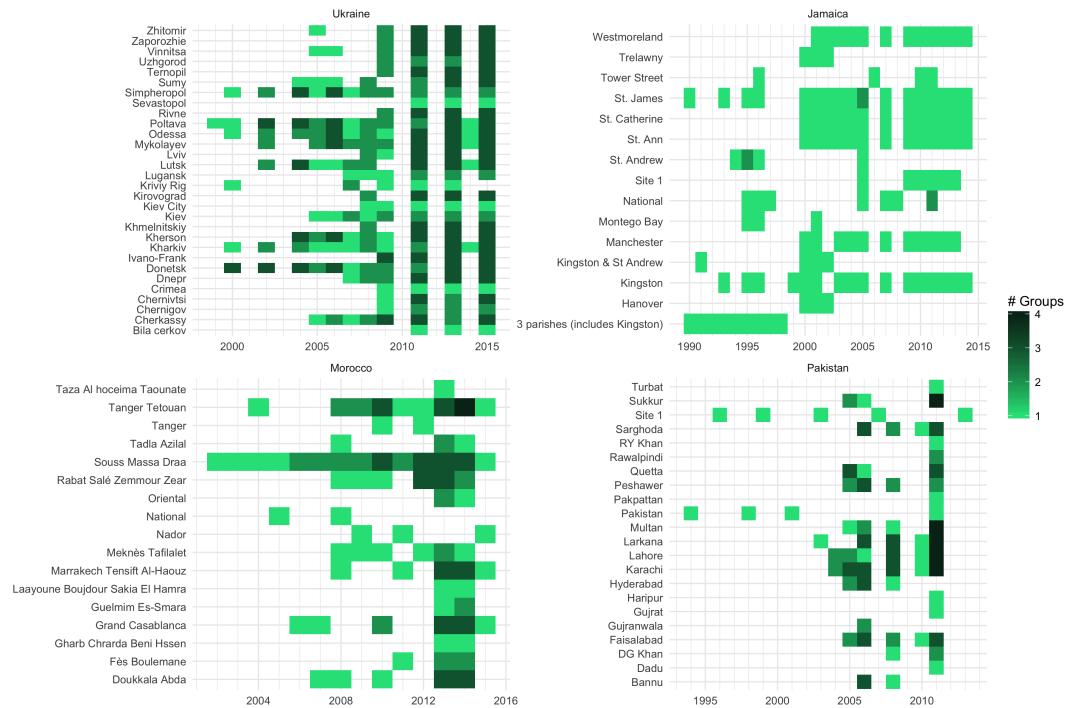 Ukraine
Zhitomir
Zaporozhie
Vinnitsa
Uzhgorod
Ternopil
Sumy
Simpheropol
Sevastopol
Rivne
Poltava
Odessa
Mykolayev
Lviv
Lutsk
Lugansk
Kriviy Rig
Kirovograd
Kiev City
Kiev
Khmelnitskiy
Kherson
Kharkiv
Ivano-Frank
Donetsk
Dnepr
Crimea
Chernivtsi
Chernigov
Cherkassy
Bila cerkov
2000 2005 2010 2015
Jamaica
Westmoreland
Trelawny
Tower Street
St. James
St. Catherine
St. Ann
St. Andrew
Site 1
National
Montego Bay
Manchester
Kingston & St Andrew
Kingston
Hanover
3 parishes (includes Kingston)
1990 1995 2000 2005 2010 2015
Morocco
Taza Al hoceima Taounate
Tanger Tetouan
Tanger
Tadla Azilal
Souss Massa Draa
Rabat Salé Zemmour Zear
Oriental
National
Nador
Meknès Tafilalet
Marrakech Tensift Al-Haouz
Laayoune Boujdour Sakia El Hamra
Guelmim Es-Smara
Grand Casablanca
Gharb Chrarda Beni Hssen
Fès Boulemane
Doukkala Abda
2004 2008 2012 2016
Pakistan
Turbat
Sukkur
Site 1
Sarghoda
RY Khan
Rawalpindi
Quetta
Peshawer
Pakpattan
Pakistan
Multan
Larkana
Lahore
Karachi
Hyderabad
Haripur
Gujrat
Gujranwala
Faisalabad
DG Khan
Dadu
Bannu
1995 2000 2005 2010
# Groups
4
3
2
1